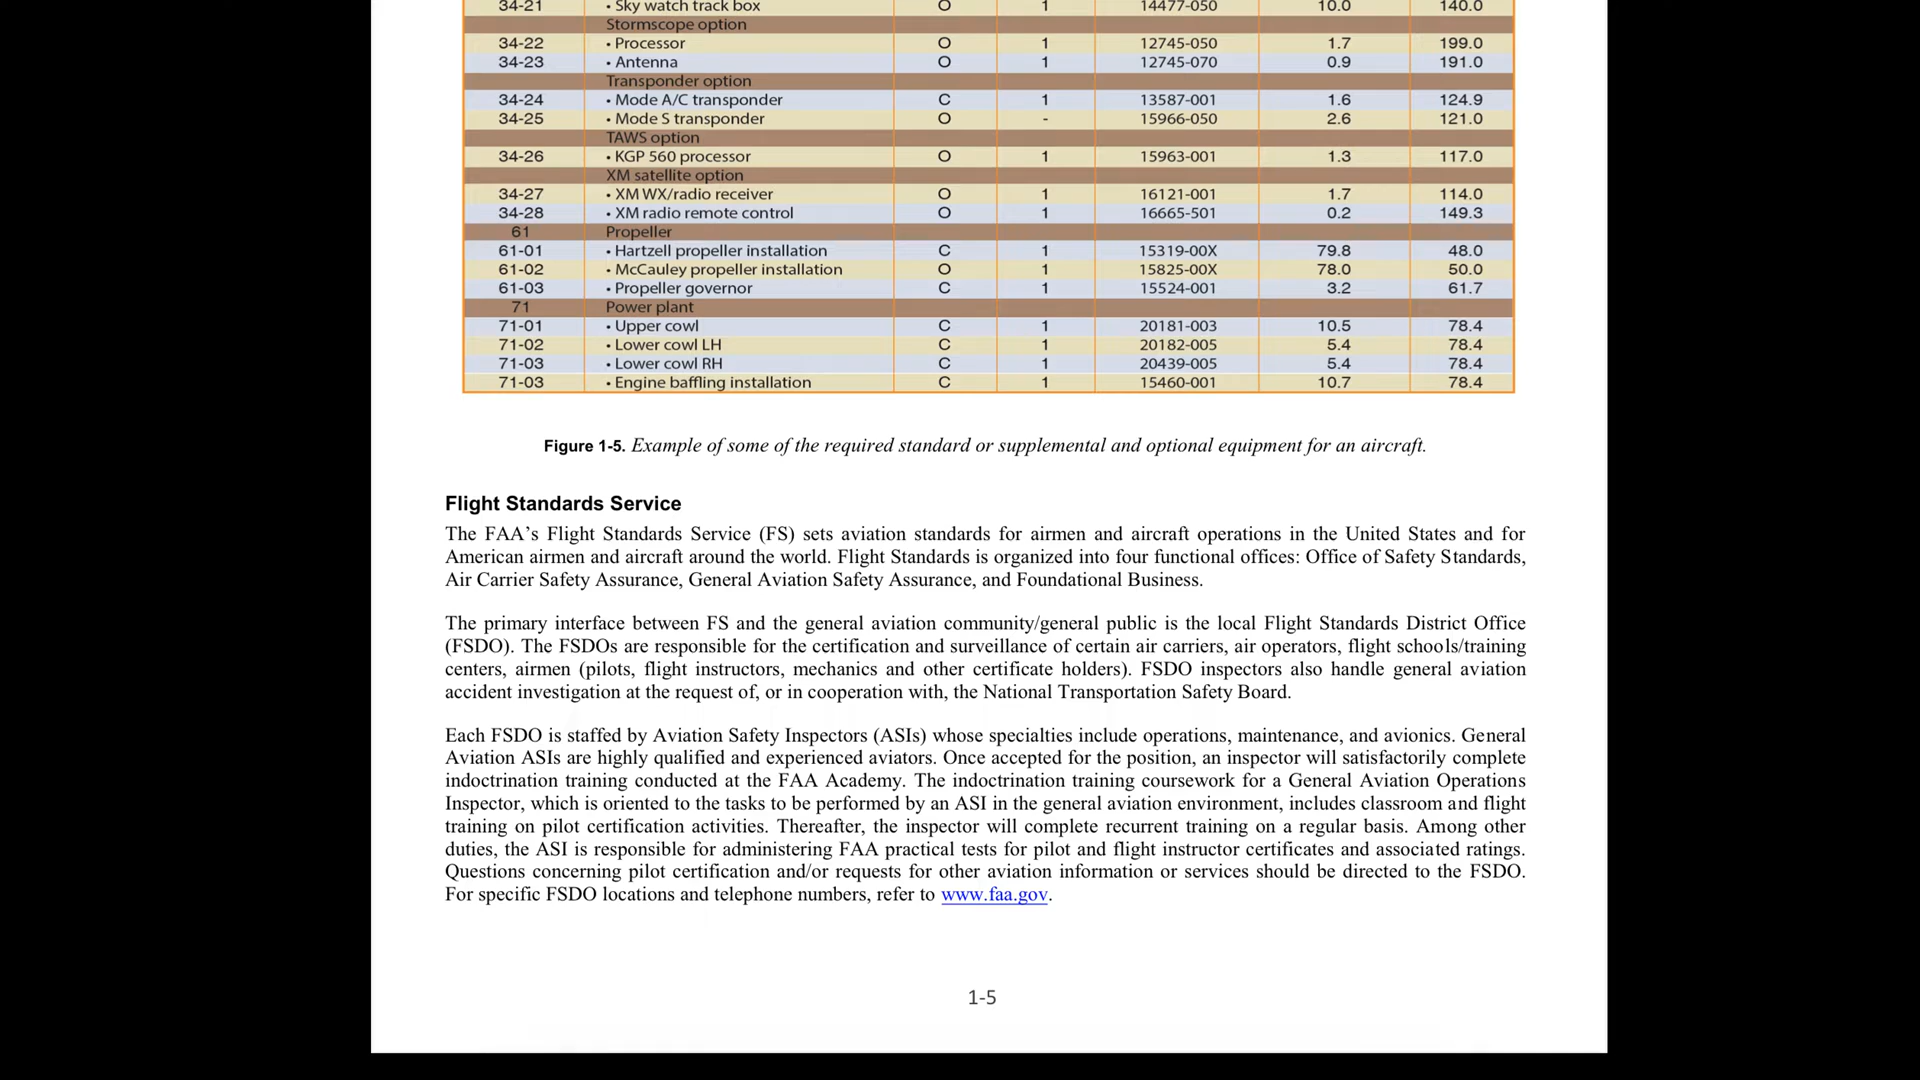 34-21 • Sky watch track box O 1 14477-050 10.0 140.0
Stormscope option
34-22 • Processor O 1 12745-050 1.7 199.0
34-23 • Antenna O 1 12745-070 0.9 191.0
Transponder option
34-24 • Mode A/C transponder C 1 13587-001 1.6 124.9
34-25 • Mode S transponder O - 15966-050 2.6 121.0
TAWS option
34-26 • KGP 560 processor O 1 15963-001 1.3 117.0
XM satellite option
34-27 • XM WX/radio receiver O 1 16121-001 1.7 114.0
34-28 • XM radio remote control O 1 16665-501 0.2 149.3
61 Propeller
61-01 • Hartzell propeller installation C 1 15319-00X 79.8 48.0
61-02 • McCauley propeller installation O 1 15825-00X 78.0 50.0
61-03 • Propeller governor C 1 15524-001 3.2 61.7
71 Power plant
71-01 • Upper cowl C 1 20181-003 10.5 78.4
71-02 • Lower cowl LH C 1 20182-005 5.4 78.4
71-03 • Lower cowl RH C 1 20439-005 5.4 78.4
71-03 • Engine baffling installation C 1 15460-001 10.7 78.4
Figure 1-5. Example of some of the required standard or supplemental and optional equipment for an aircraft.
Flight Standards Service
The FAA’s Flight Standards Service (FS) sets aviation standards for airmen and aircraft operations in the United States and for
American airmen and aircraft around the world. Flight Standards is organized into four functional offices: Office of Safety Standards,
Air Carrier Safety Assurance, General Aviation Safety Assurance, and Foundational Business.
The primary interface between FS and the general aviation community/general public is the local Flight Standards District Office
(FSDO). The FSDOs are responsible for the certification and surveillance of certain air carriers, air operators, flight schools/training
centers, airmen (pilots, flight instructors, mechanics and other certificate holders). FSDO inspectors also handle general aviation
accident investigation at the request of, or in cooperation with, the National Transportation Safety Board.
Each FSDO is staffed by Aviation Safety Inspectors (ASIs) whose specialties include operations, maintenance, and avionics. General
Aviation ASIs are highly qualified and experienced aviators. Once accepted for the position, an inspector will satisfactorily complete
indoctrination training conducted at the FAA Academy. The indoctrination training coursework for a General Aviation Operations
Inspector, which is oriented to the tasks to be performed by an ASI in the general aviation environment, includes classroom and flight
training on pilot certification activities. Thereafter, the inspector will complete recurrent training on a regular basis. Among other
duties, the ASI is responsible for administering FAA practical tests for pilot and flight instructor certificates and associated ratings.
Questions concerning pilot certification and/or requests for other aviation information or services should be directed to the FSDO.
For specific FSDO locations and telephone numbers, refer to www.faa.gov.
1-5